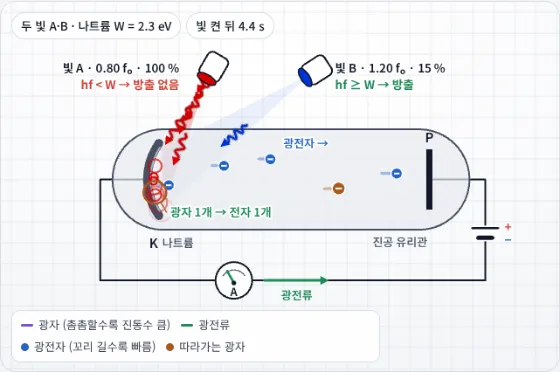 두 빛 A·B · 나트륨 W = 2.3 eV
빛 켠 뒤 4.4 s
빛 A · 0.80 f₀ · 100 %
hf < W → 방출 없음
빛 B · 1.20 f₀ · 15 %
hf ≥ W → 방출
광전자 →
P
광자 1개 → 전자 1개
K 나트륨
진공 유리관
+
−
A
광전류
광자 (촘촘할수록 진동수 큼)
광전류
광전자 (꼬리 길수록 빠름)
따라가는 광자